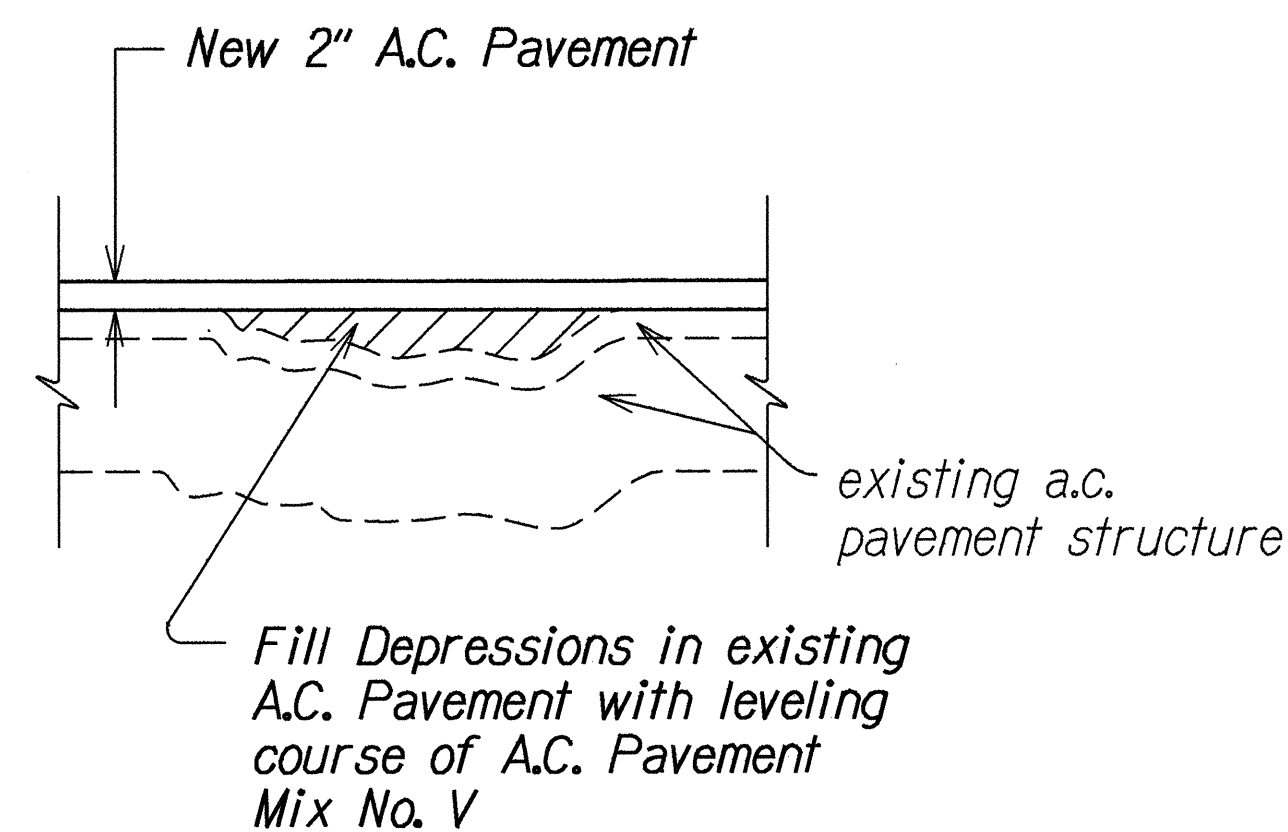 New 2" A.C. Pavement
existing a.c.
pavement structure
Fill Depressions in existing
A.C. Pavement with leveling
course of A.C. Pavement
Mix No. V